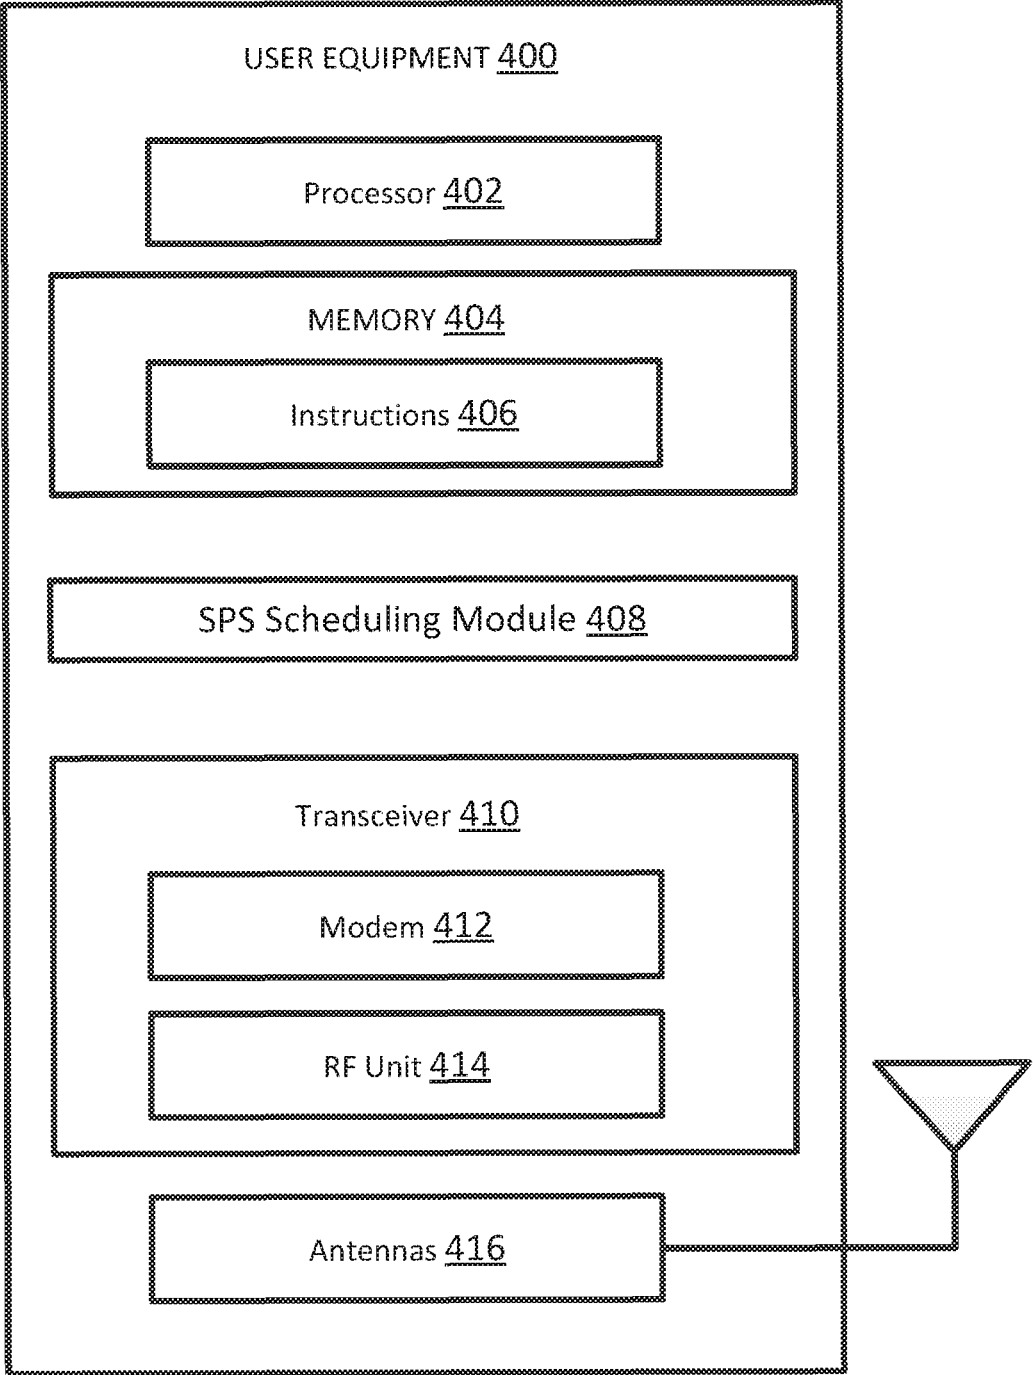 USER EQUIPMENT 400
Processor 402
MEMORY 404
Instructions 406
SPS Scheduling Module 408
Transceiver 410
Modem 412
RF Unit 414
Antennas 416